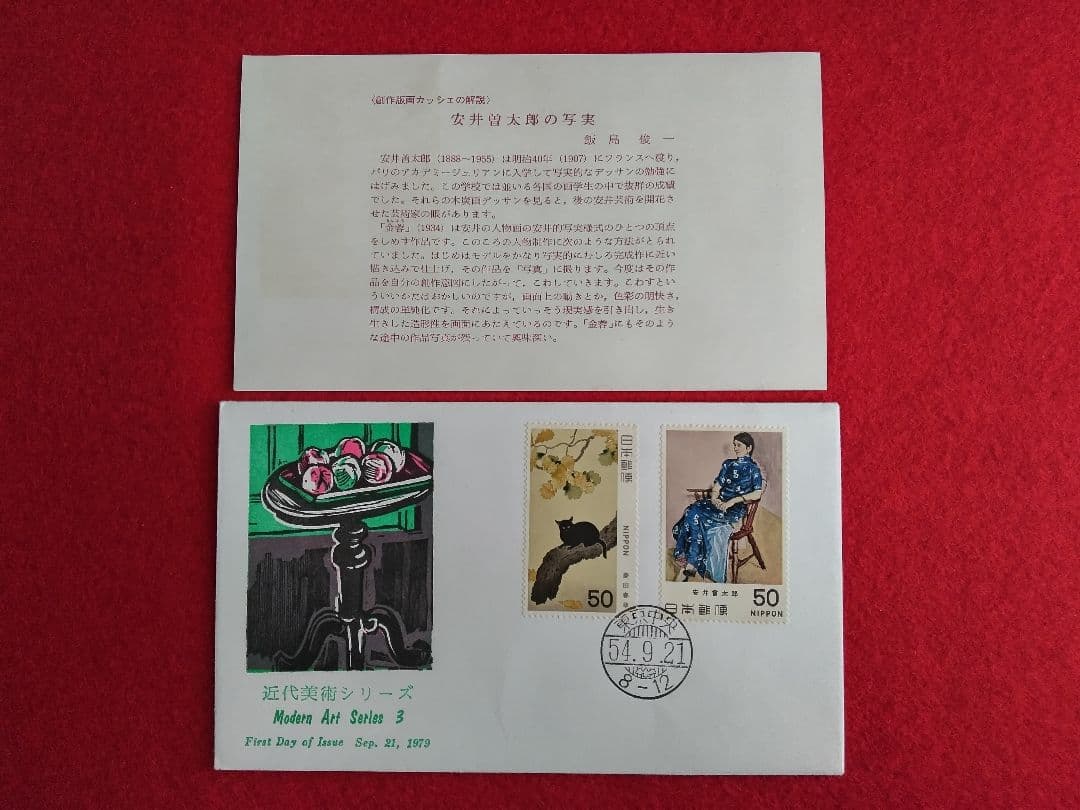 〈創作版画カッシェの解説〉
安井曽太郎の写実
飯島俊一
安井曽太郎（1888〜1955）は明治40年（1907）にフランスへ渡り，
パリのアカデミージュリアンに入学して写実的なデッサンの勉強に
はげみました。この学校では並いる各国の画学生の中で抜群の成績
でした。それらの木炭画デッサンを見ると，後の安井芸術を開花さ
せた芸術家の眼があります。
「金蓉」（1934）は安井の人物画の安井的写実様式のひとつの頂点
をしめす作品です。このころの人物制作に次のような方法がとられ
ていました。はじめはモデルをかなり写実的にむしろ完成作に近い
描き込みで仕上げ，その作品を「写真」に撮ります。今度はその作
品を自分の創作意図にしたがって，こわしていきます。こわすとい
ういいかたはおかしいのですが，画面上の動きとか，色彩の明快さ，
構成の単純化です。それによっていっそう現実感を引き出し，生き
生きした造形性を画面にあたえているのです。「金蓉」にもそのよう
な途中の作品写真が残っていて興味深い。
日本郵便
NIPPON
菱田春草
50
安井曽太郎
日本郵便
50
NIPPON
東京中央
54.9.21
8-12
近代美術シリーズ
Modern Art Series 3
First Day of Issue Sep. 21, 1979